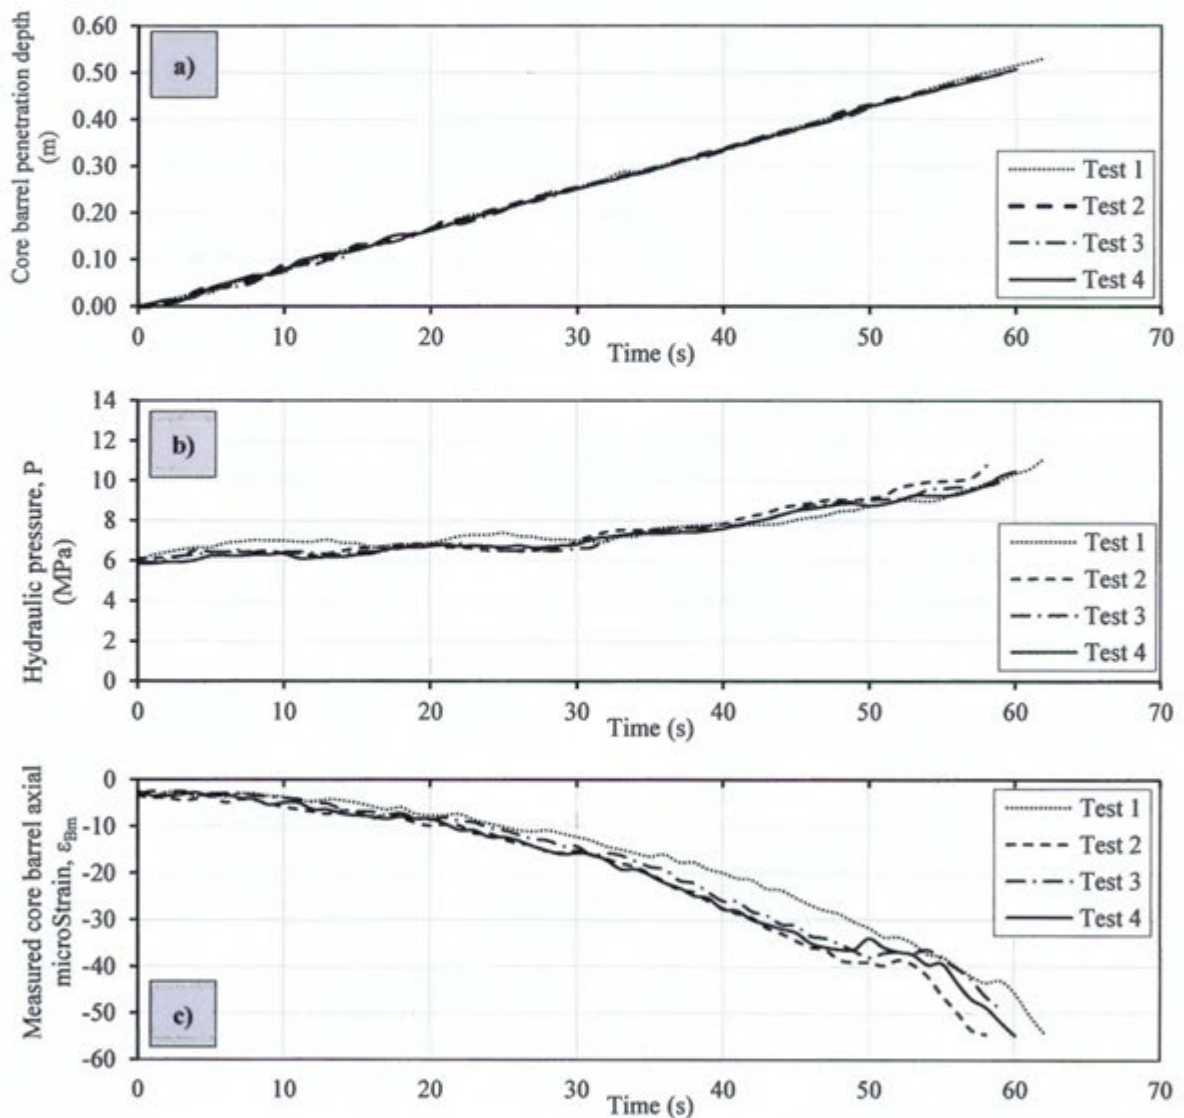 Core barrel penetration depth
(m)
0.60
0.50
0.40
0.30
0.20
0.10
0.00
a)
Test 1
Test 2
Test 3
Test 4
0 10 20 30 40 50 60 70
Time (s)
Hydraulic pressure, P
(MPa)
14
12
10
8
6
4
2
0
b)
Test 1
Test 2
Test 3
Test 4
0 10 20 30 40 50 60 70
Time (s)
Measured core barrel axial
microStrain, εBm
0
-10
-20
-30
-40
-50
-60
c)
Test 1
Test 2
Test 3
Test 4
0 10 20 30 40 50 60 70
Time (s)